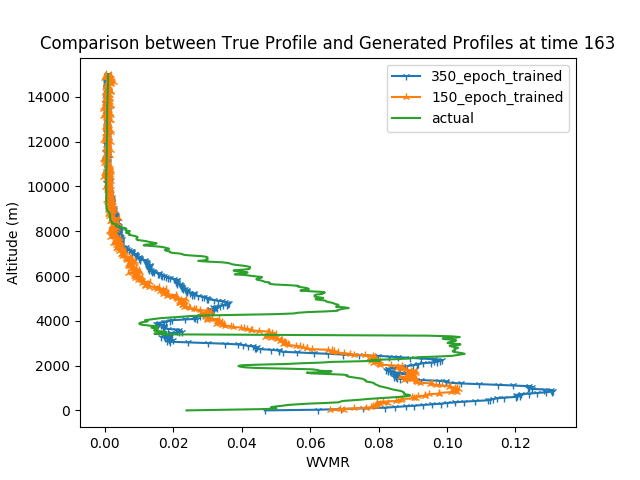 Comparison between True Profile and Generated Profiles at time 163
350_epoch_trained
150_epoch_trained
actual
Altitude (m)
14000
12000
10000
8000
6000
4000
2000
0
0.00 0.02 0.04 0.06 0.08 0.10 0.12
WVMR